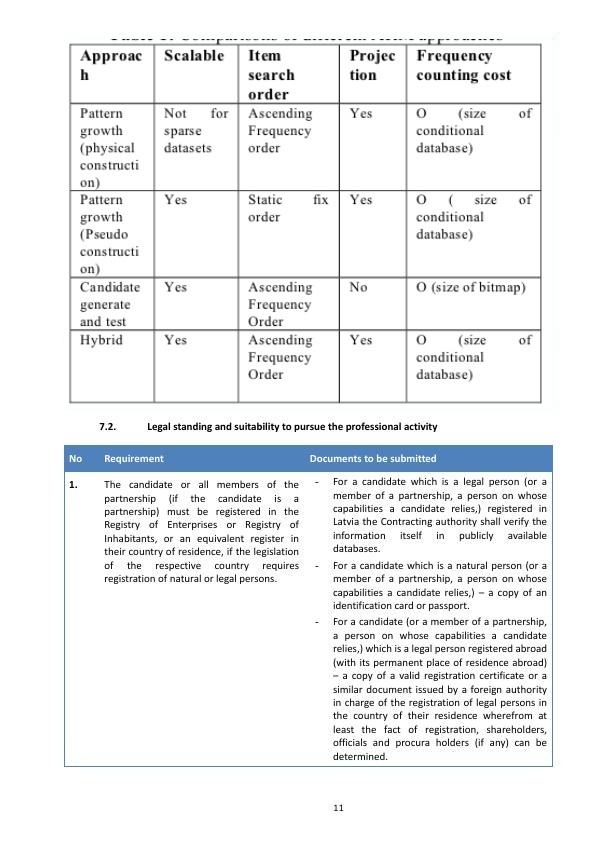 Comparisons of different approaches
Approac
h
Scalable
Item
search
order
Projec
tion
Frequency
counting cost
Pattern
growth
(physical
constructi
on)
Not for
sparse
datasets
Ascending
Frequency
order
Yes
O (size of
conditional
database)
Pattern
growth
(Pseudo
constructi
on)
Yes
Static fix
order
Yes
O ( size of
conditional
database)
Candidate
generate
and test
Yes
Ascending
Frequency
Order
No
O (size of bitmap)
Hybrid
Yes
Ascending
Frequency
Order
Yes
O (size of
conditional
database)
7.2. Legal standing and suitability to pursue the professional activity
No Requirement Documents to be submitted
1.
The candidate or all members of the
partnership (if the candidate is a
partnership) must be registered in the
Registry of Enterprises or Registry of
Inhabitants, or an equivalent register in
their country of residence, if the legislation
of the respective country requires
registration of natural or legal persons.
- For a candidate which is a legal person (or a
member of a partnership, a person on whose
capabilities a candidate relies,) registered in
Latvia the Contracting authority shall verify the
information itself in publicly available
databases.
- For a candidate which is a natural person (or a
member of a partnership, a person on whose
capabilities a candidate relies,) – a copy of an
identification card or passport.
- For a candidate (or a member of a partnership,
a person on whose capabilities a candidate
relies,) which is a legal person registered abroad
(with its permanent place of residence abroad)
– a copy of a valid registration certificate or a
similar document issued by a foreign authority
in charge of the registration of legal persons in
the country of their residence wherefrom at
least the fact of registration, shareholders,
officials and procura holders (if any) can be
determined.
11